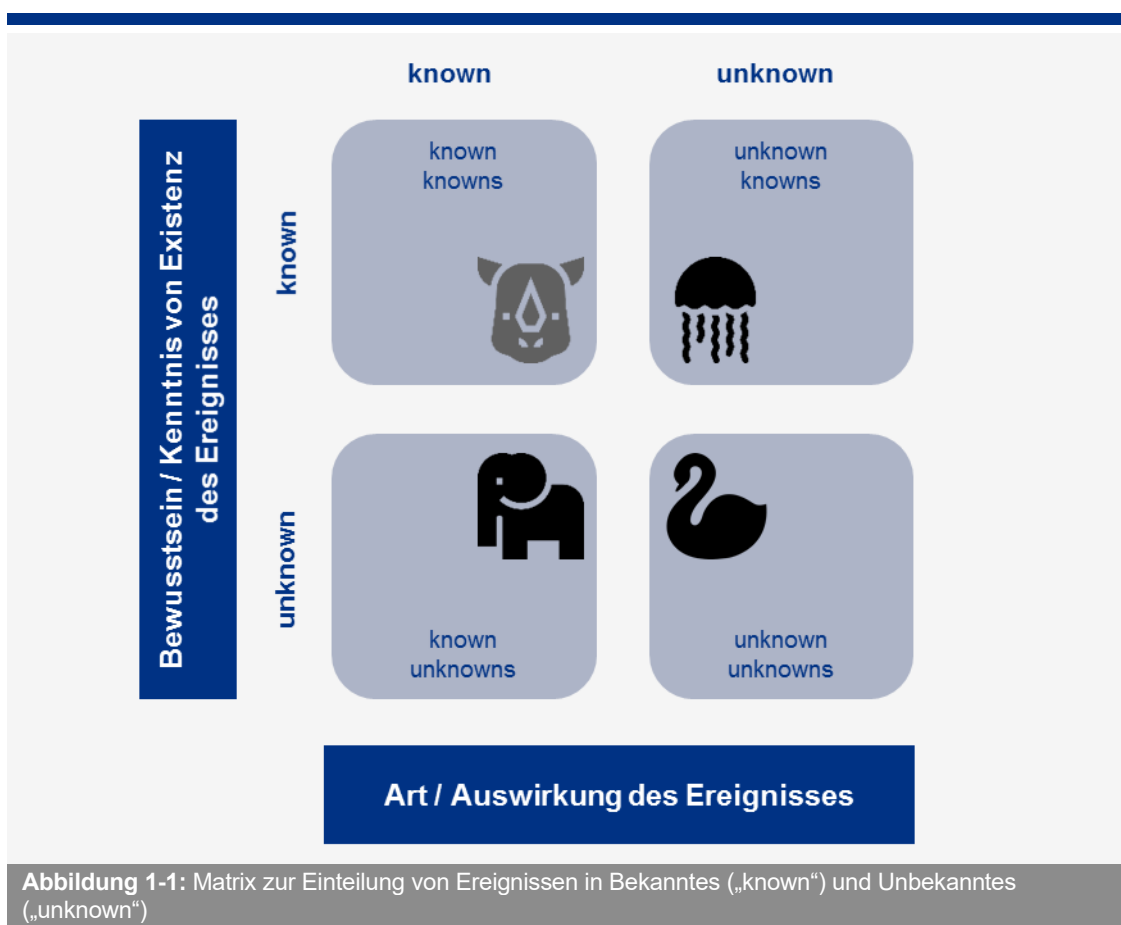 known
unknown
Bewusstsein / Kenntnis von Existenz
des Ereignisses
known
known
knowns
unknown
knowns
unknown
known
unknowns
unknown
unknowns
Art / Auswirkung des Ereignisses
Abbildung 1-1: Matrix zur Einteilung von Ereignissen in Bekanntes („known“) und Unbekanntes
(„unknown“)